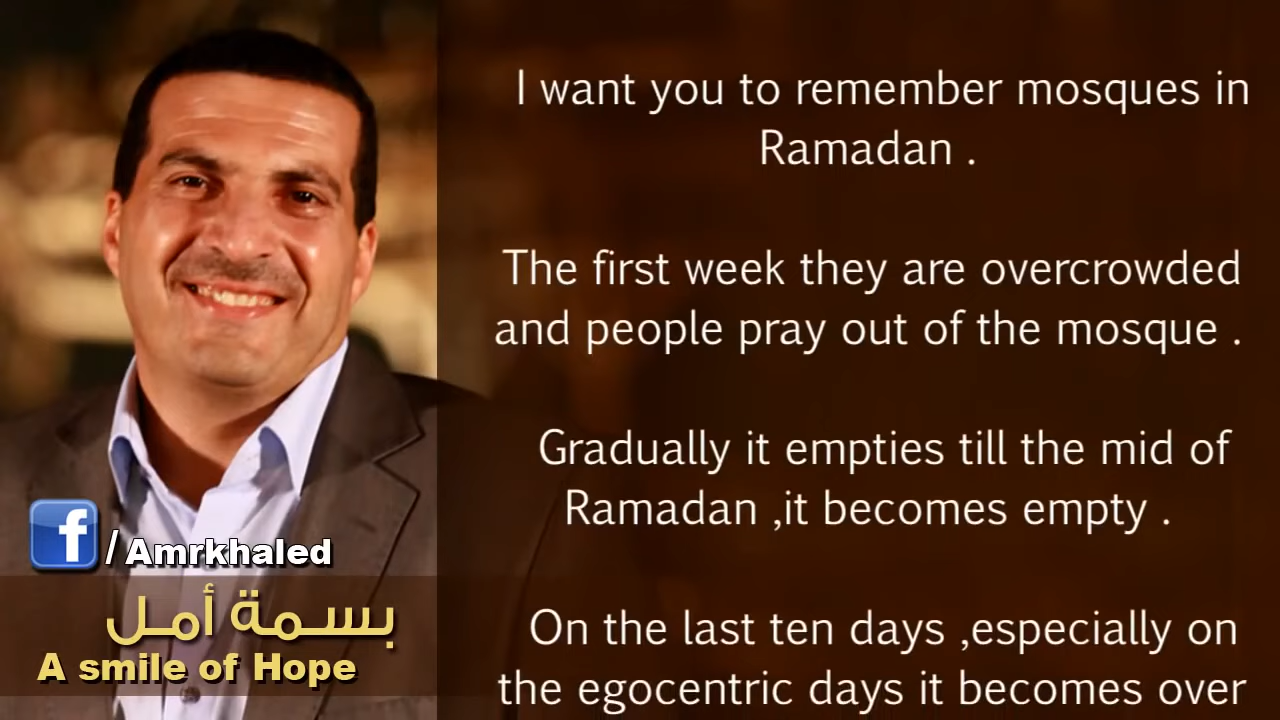 I want you to remember mosques in
Ramadan .
The first week they are overcrowded
and people pray out of the mosque .
Gradually it empties till the mid of
Ramadan ,it becomes empty .
On the last ten days ,especially on
the egocentric days it becomes over
f / Amrkhaled
بسمة أمل
A smile of Hope